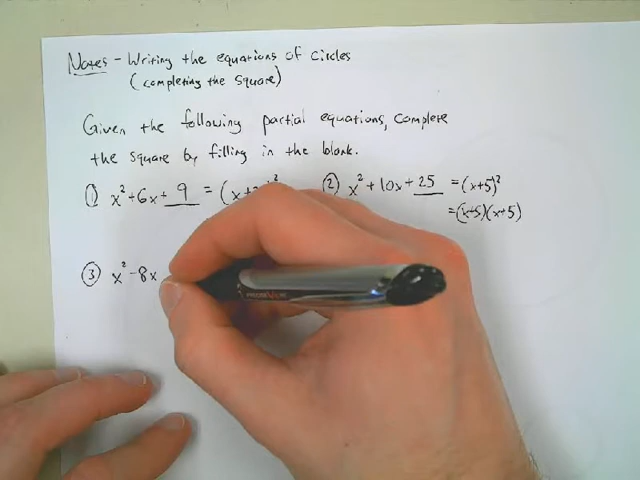 Notes - Writing the equations of circles
(completing the square)
Given the following partial equations, complete
the square by filling in the blank.
① x² + 6x + 9 = (x+
② x² + 10x + 25 = (x+5)²
= (x+5)(x+5)
③ x² - 8x